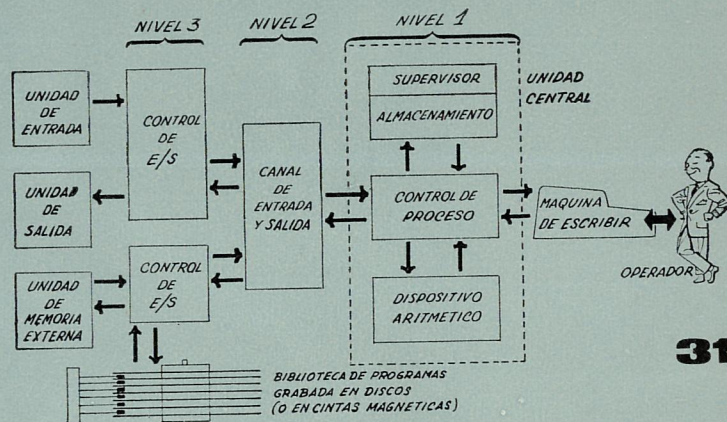 NIVEL 3
NIVEL 2
NIVEL 1
UNIDAD
DE
ENTRADA
CONTROL
DE
E/S
UNIDAD
DE
SALIDA
UNIDAD
DE
MEMORIA
EXTERNA
CONTROL
DE
E/S
CANAL
DE
ENTRADA
Y SALIDA
SUPERVISOR
ALMACENAMIENTO
UNIDAD
CENTRAL
CONTROL DE
PROCESO
DISPOSITIVO
ARITMETICO
MAQUINA
DE ESCRIBIR
OPERADOR
31
BIBLIOTECA DE PROGRAMAS
GRABADA EN DISCOS
(O EN CINTAS MAGNETICAS)